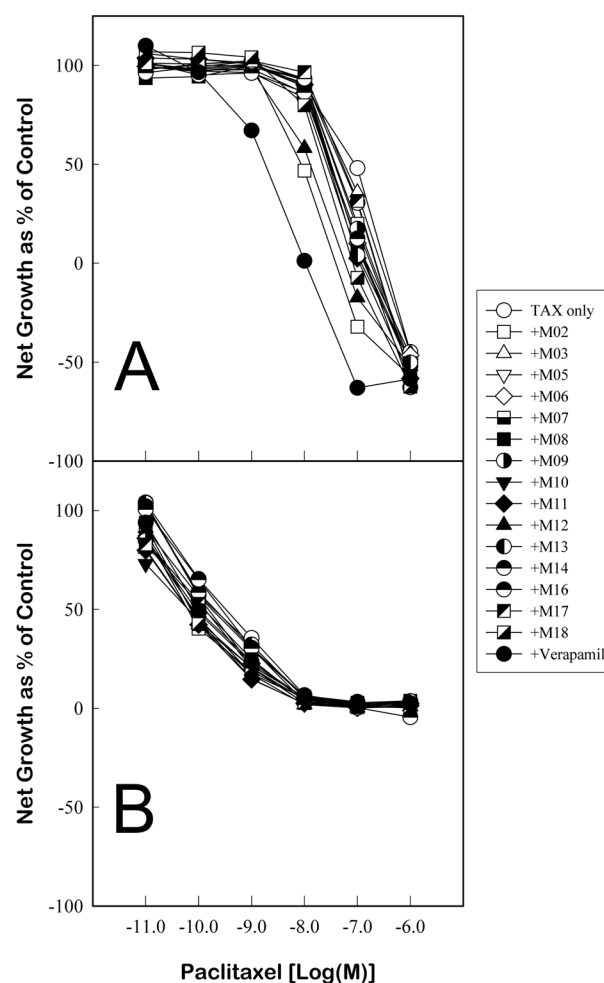 100
50
0
-50
-100
Net Growth as % of Control
A
100
50
0
-50
-100
Net Growth as % of Control
B
-11.0 -10.0 -9.0 -8.0 -7.0 -6.0
Paclitaxel [Log(M)]
TAX only
+M02
+M03
+M05
+M06
+M07
+M08
+M09
+M10
+M11
+M12
+M13
+M14
+M16
+M17
+M18
+Verapamil